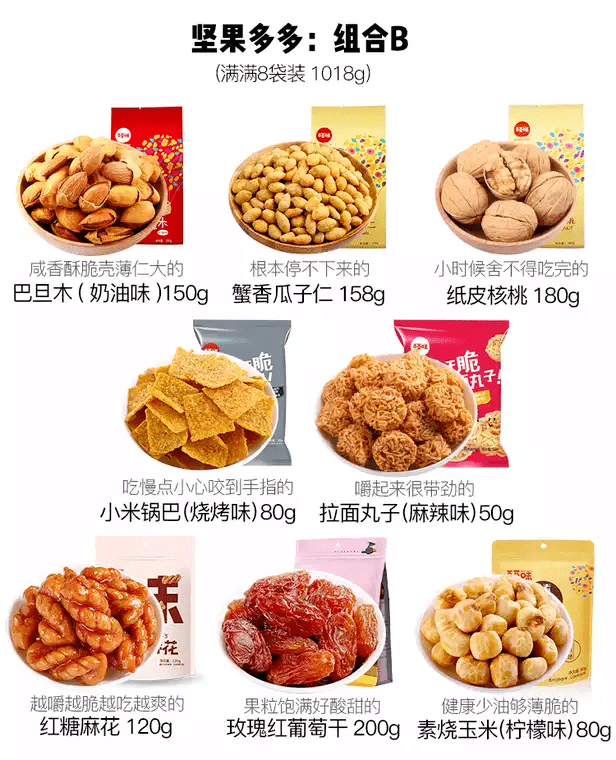 坚果多多：组合B
(满满8袋装 1018g)
咸香酥脆壳薄仁大的
巴旦木 ( 奶油味 )150g
根本停不下来的
蟹香瓜子仁 158g
小时候舍不得吃完的
纸皮核桃 180g
吃慢点小心咬到手指的
小米锅巴(烧烤味)80g
嚼起来很带劲的
拉面丸子(麻辣味)50g
越嚼越脆越吃越爽的
红糖麻花 120g
果粒饱满好酸甜的
玫瑰红葡萄干 200g
健康少油够薄脆的
素烧玉米(柠檬味)80g